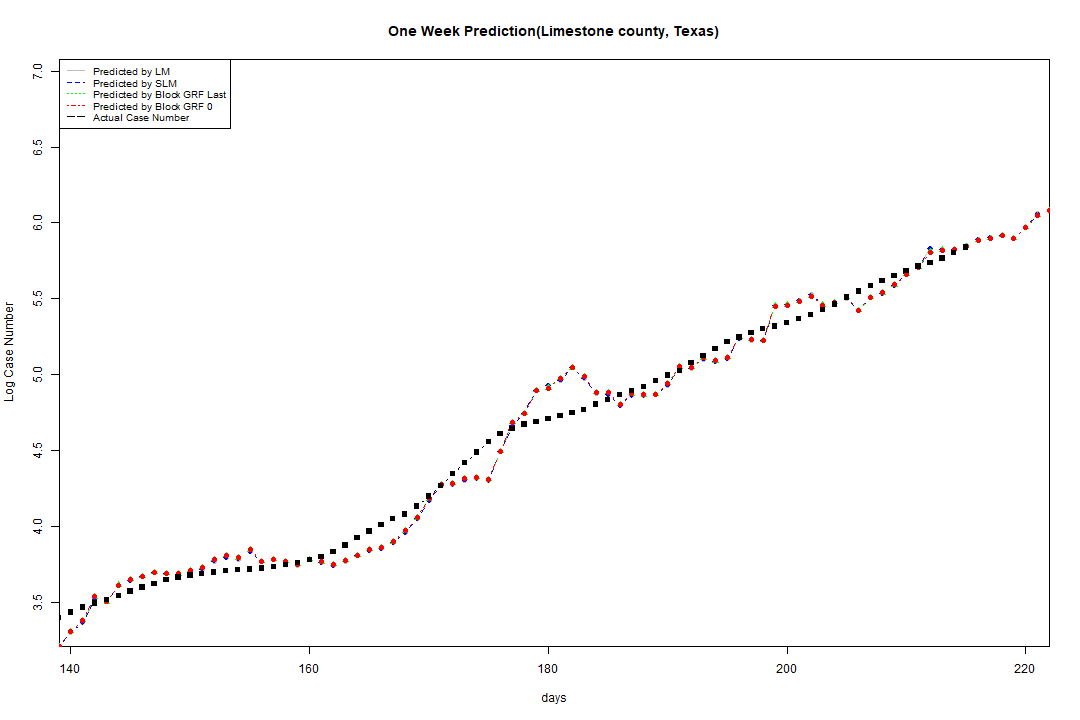 One Week Prediction(Limestone county, Texas)
Predicted by LM
Predicted by SLM
Predicted by Block GRF Last
Predicted by Block GRF 0
Actual Case Number
7.0
6.5
6.0
5.5
5.0
4.5
4.0
3.5
Log Case Number
140 160 180 200 220
days